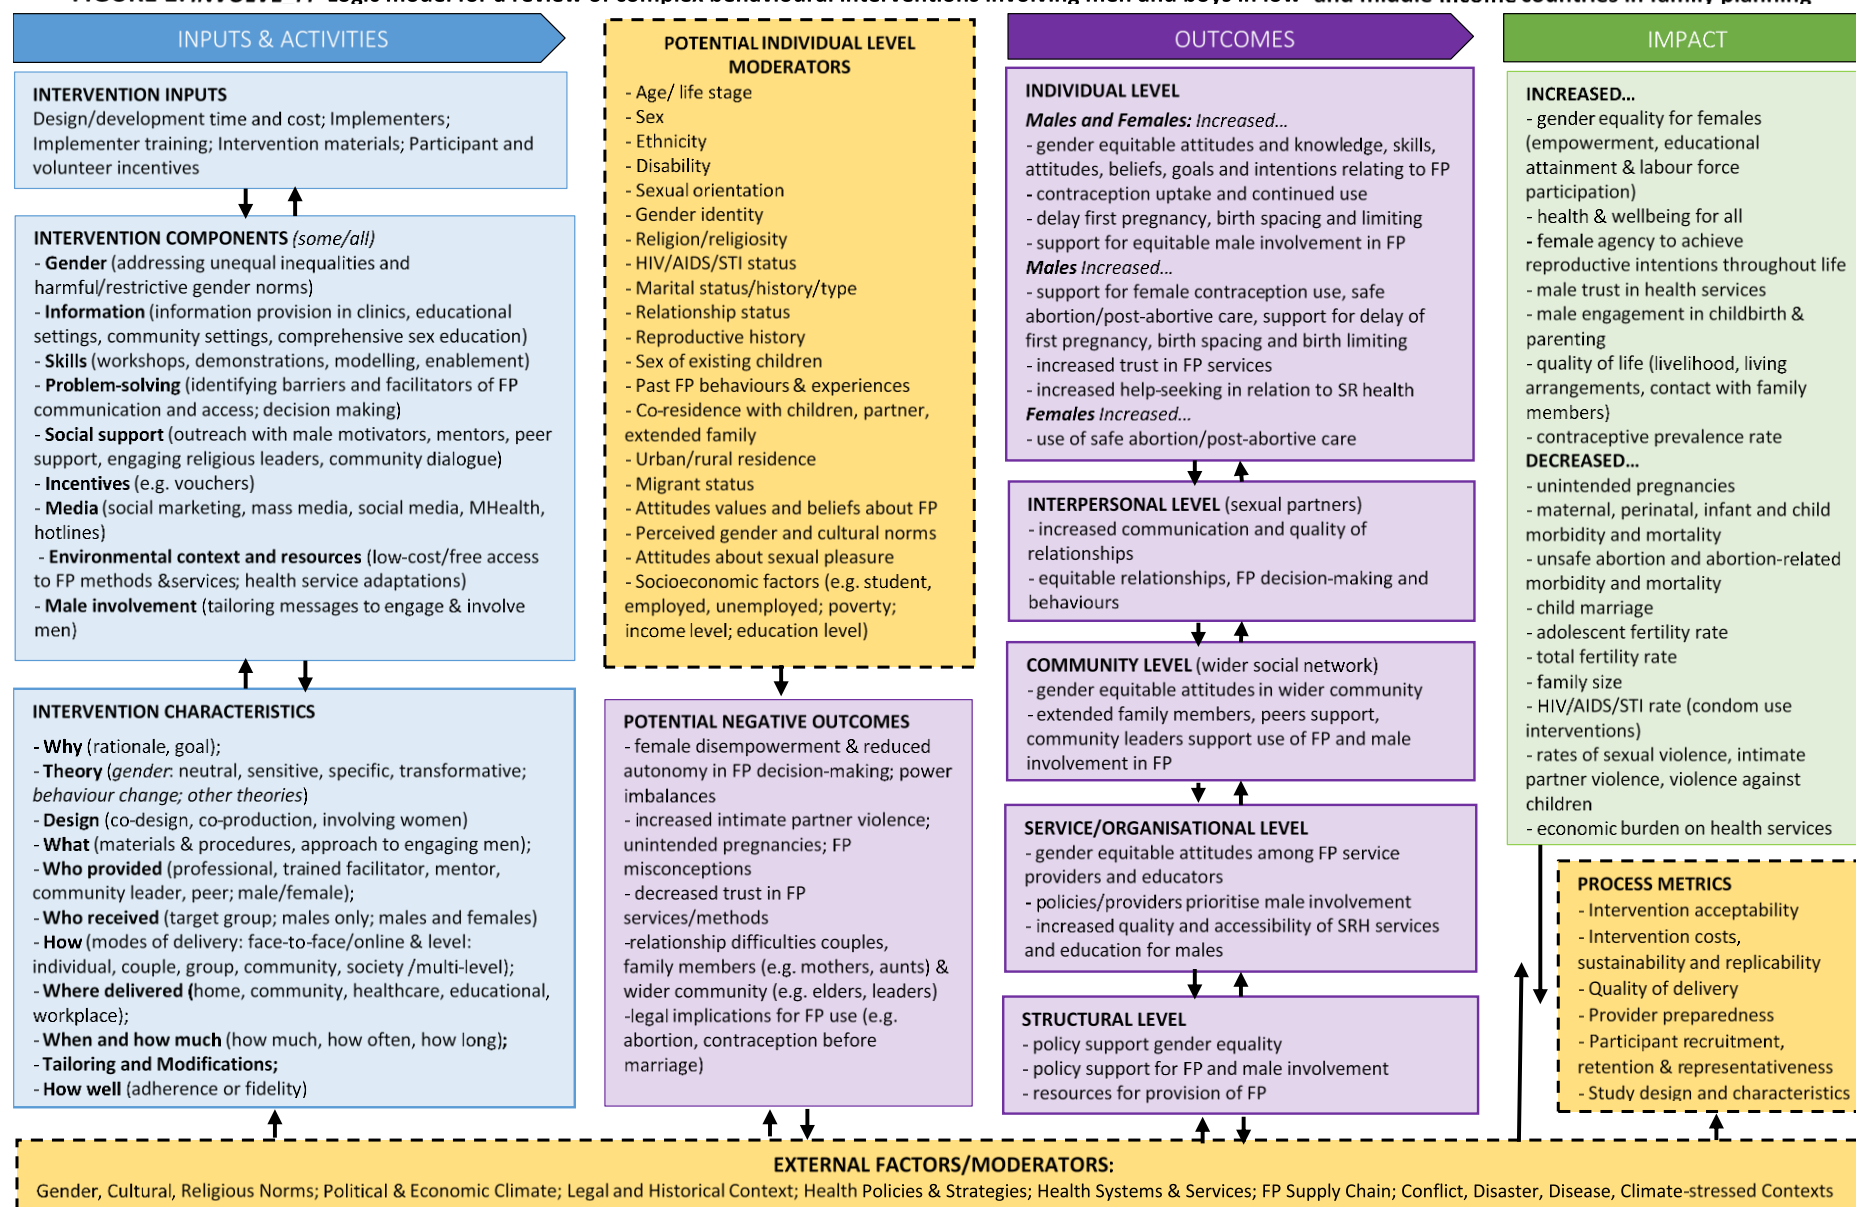 Logic model for a review of complex behavioural interventions involving men and boys in low- and middle-income countries in family planning
INPUTS & ACTIVITIES
INTERVENTION INPUTS
Design/development time and cost; Implementers;
Implementer training; Intervention materials; Participant and
volunteer incentives
INTERVENTION COMPONENTS (some/all)
- Gender (addressing unequal inequalities and
harmful/restrictive gender norms)
- Information (information provision in clinics, educational
settings, community settings, comprehensive sex education)
- Skills (workshops, demonstrations, modelling, enablement)
- Problem-solving (identifying barriers and facilitators of FP
communication and access; decision making)
- Social support (outreach with male motivators, mentors, peer
support, engaging religious leaders, community dialogue)
- Incentives (e.g. vouchers)
- Media (social marketing, mass media, social media, MHealth,
hotlines)
- Environmental context and resources (low-cost/free access
to FP methods &services; health service adaptations)
- Male involvement (tailoring messages to engage & involve
men)
INTERVENTION CHARACTERISTICS
- Why (rationale, goal);
- Theory (gender: neutral, sensitive, specific, transformative;
behaviour change; other theories)
- Design (co-design, co-production, involving women)
- What (materials & procedures, approach to engaging men);
- Who provided (professional, trained facilitator, mentor,
community leader, peer; male/female);
- Who received (target group; males only; males and females)
- How (modes of delivery: face-to-face/online & level:
individual, couple, group, community, society /multi-level);
- Where delivered (home, community, healthcare, educational,
workplace);
- When and how much (how much, how often, how long);
- Tailoring and Modifications;
- How well (adherence or fidelity)
POTENTIAL INDIVIDUAL LEVEL
MODERATORS
- Age/ life stage
- Sex
- Ethnicity
- Disability
- Sexual orientation
- Gender identity
- Religion/religiosity
- HIV/AIDS/STI status
- Marital status/history/type
- Relationship status
- Reproductive history
- Sex of existing children
- Past FP behaviours & experiences
- Co-residence with children, partner,
extended family
- Urban/rural residence
- Migrant status
- Attitudes values and beliefs about FP
- Perceived gender and cultural norms
- Attitudes about sexual pleasure
- Socioeconomic factors (e.g. student,
employed, unemployed; poverty;
income level; education level)
POTENTIAL NEGATIVE OUTCOMES
- female disempowerment & reduced
autonomy in FP decision-making; power
imbalances
- increased intimate partner violence;
unintended pregnancies; FP
misconceptions
- decreased trust in FP
services/methods
-relationship difficulties couples,
family members (e.g. mothers, aunts) &
wider community (e.g. elders, leaders)
-legal implications for FP use (e.g.
abortion, contraception before
marriage)
OUTCOMES
INDIVIDUAL LEVEL
Males and Females: Increased...
- gender equitable attitudes and knowledge, skills,
attitudes, beliefs, goals and intentions relating to FP
- contraception uptake and continued use
- delay first pregnancy, birth spacing and limiting
- support for equitable male involvement in FP
Males Increased...
- support for female contraception use, safe
abortion/post-abortive care, support for delay of
first pregnancy, birth spacing and birth limiting
- increased trust in FP services
- increased help-seeking in relation to SR health
Females Increased...
- use of safe abortion/post-abortive care
INTERPERSONAL LEVEL (sexual partners)
- increased communication and quality of
relationships
- equitable relationships, FP decision-making and
behaviours
COMMUNITY LEVEL (wider social network)
- gender equitable attitudes in wider community
- extended family members, peers support,
community leaders support use of FP and male
involvement in FP
SERVICE/ORGANISATIONAL LEVEL
- gender equitable attitudes among FP service
providers and educators
- policies/providers prioritise male involvement
- increased quality and accessibility of SRH services
and education for males
STRUCTURAL LEVEL
- policy support gender equality
- policy support for FP and male involvement
- resources for provision of FP
IMPACT
INCREASED...
- gender equality for females
(empowerment, educational
attainment & labour force
participation)
- health & wellbeing for all
- female agency to achieve
reproductive intentions throughout life
- male trust in health services
- male engagement in childbirth &
parenting
- quality of life (livelihood, living
arrangements, contact with family
members)
- contraceptive prevalence rate
DECREASED...
- unintended pregnancies
- maternal, perinatal, infant and child
morbidity and mortality
- unsafe abortion and abortion-related
morbidity and mortality
- child marriage
- adolescent fertility rate
- total fertility rate
- family size
- HIV/AIDS/STI rate (condom use
interventions)
- rates of sexual violence, intimate
partner violence, violence against
children
- economic burden on health services
PROCESS METRICS
- Intervention acceptability
- Intervention costs,
sustainability and replicability
- Quality of delivery
- Provider preparedness
- Participant recruitment,
retention & representativeness
- Study design and characteristics
EXTERNAL FACTORS/MODERATORS:
Gender, Cultural, Religious Norms; Political & Economic Climate; Legal and Historical Context; Health Policies & Strategies; Health Systems & Services; FP Supply Chain; Conflict, Disaster, Disease, Climate-stressed Contexts